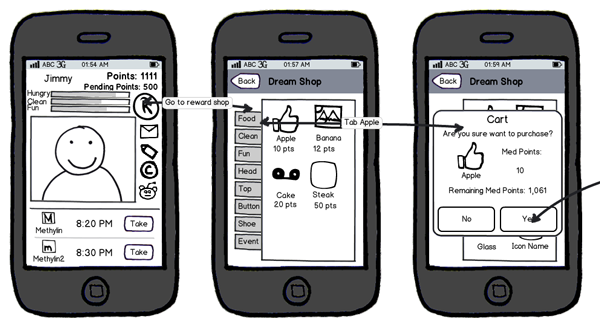 ABC 3G 01:54 AM
Jimmy
Points: 1111
Pending Points: 500
Hungry
Clean
Fun
M
Methylin
8:20 PM
Take
m
Methylin2
8:30 PM
Take
Go to reward shop
ABC 3G 01:57 AM
Back
Dream Shop
Food
Clean
Fun
Head
Top
Button
Shoe
Event
Apple
10 pts
Banana
12 pts
Cake
20 pts
Steak
50 pts
Tab Apple
ABC 3G 01:59 AM
Back
Dream Shop
Cart
Are you sure want to purchase?
Apple
Med Points:
10
Remaining Med Points: 1,061
No
Yes
Glass
Icon Name